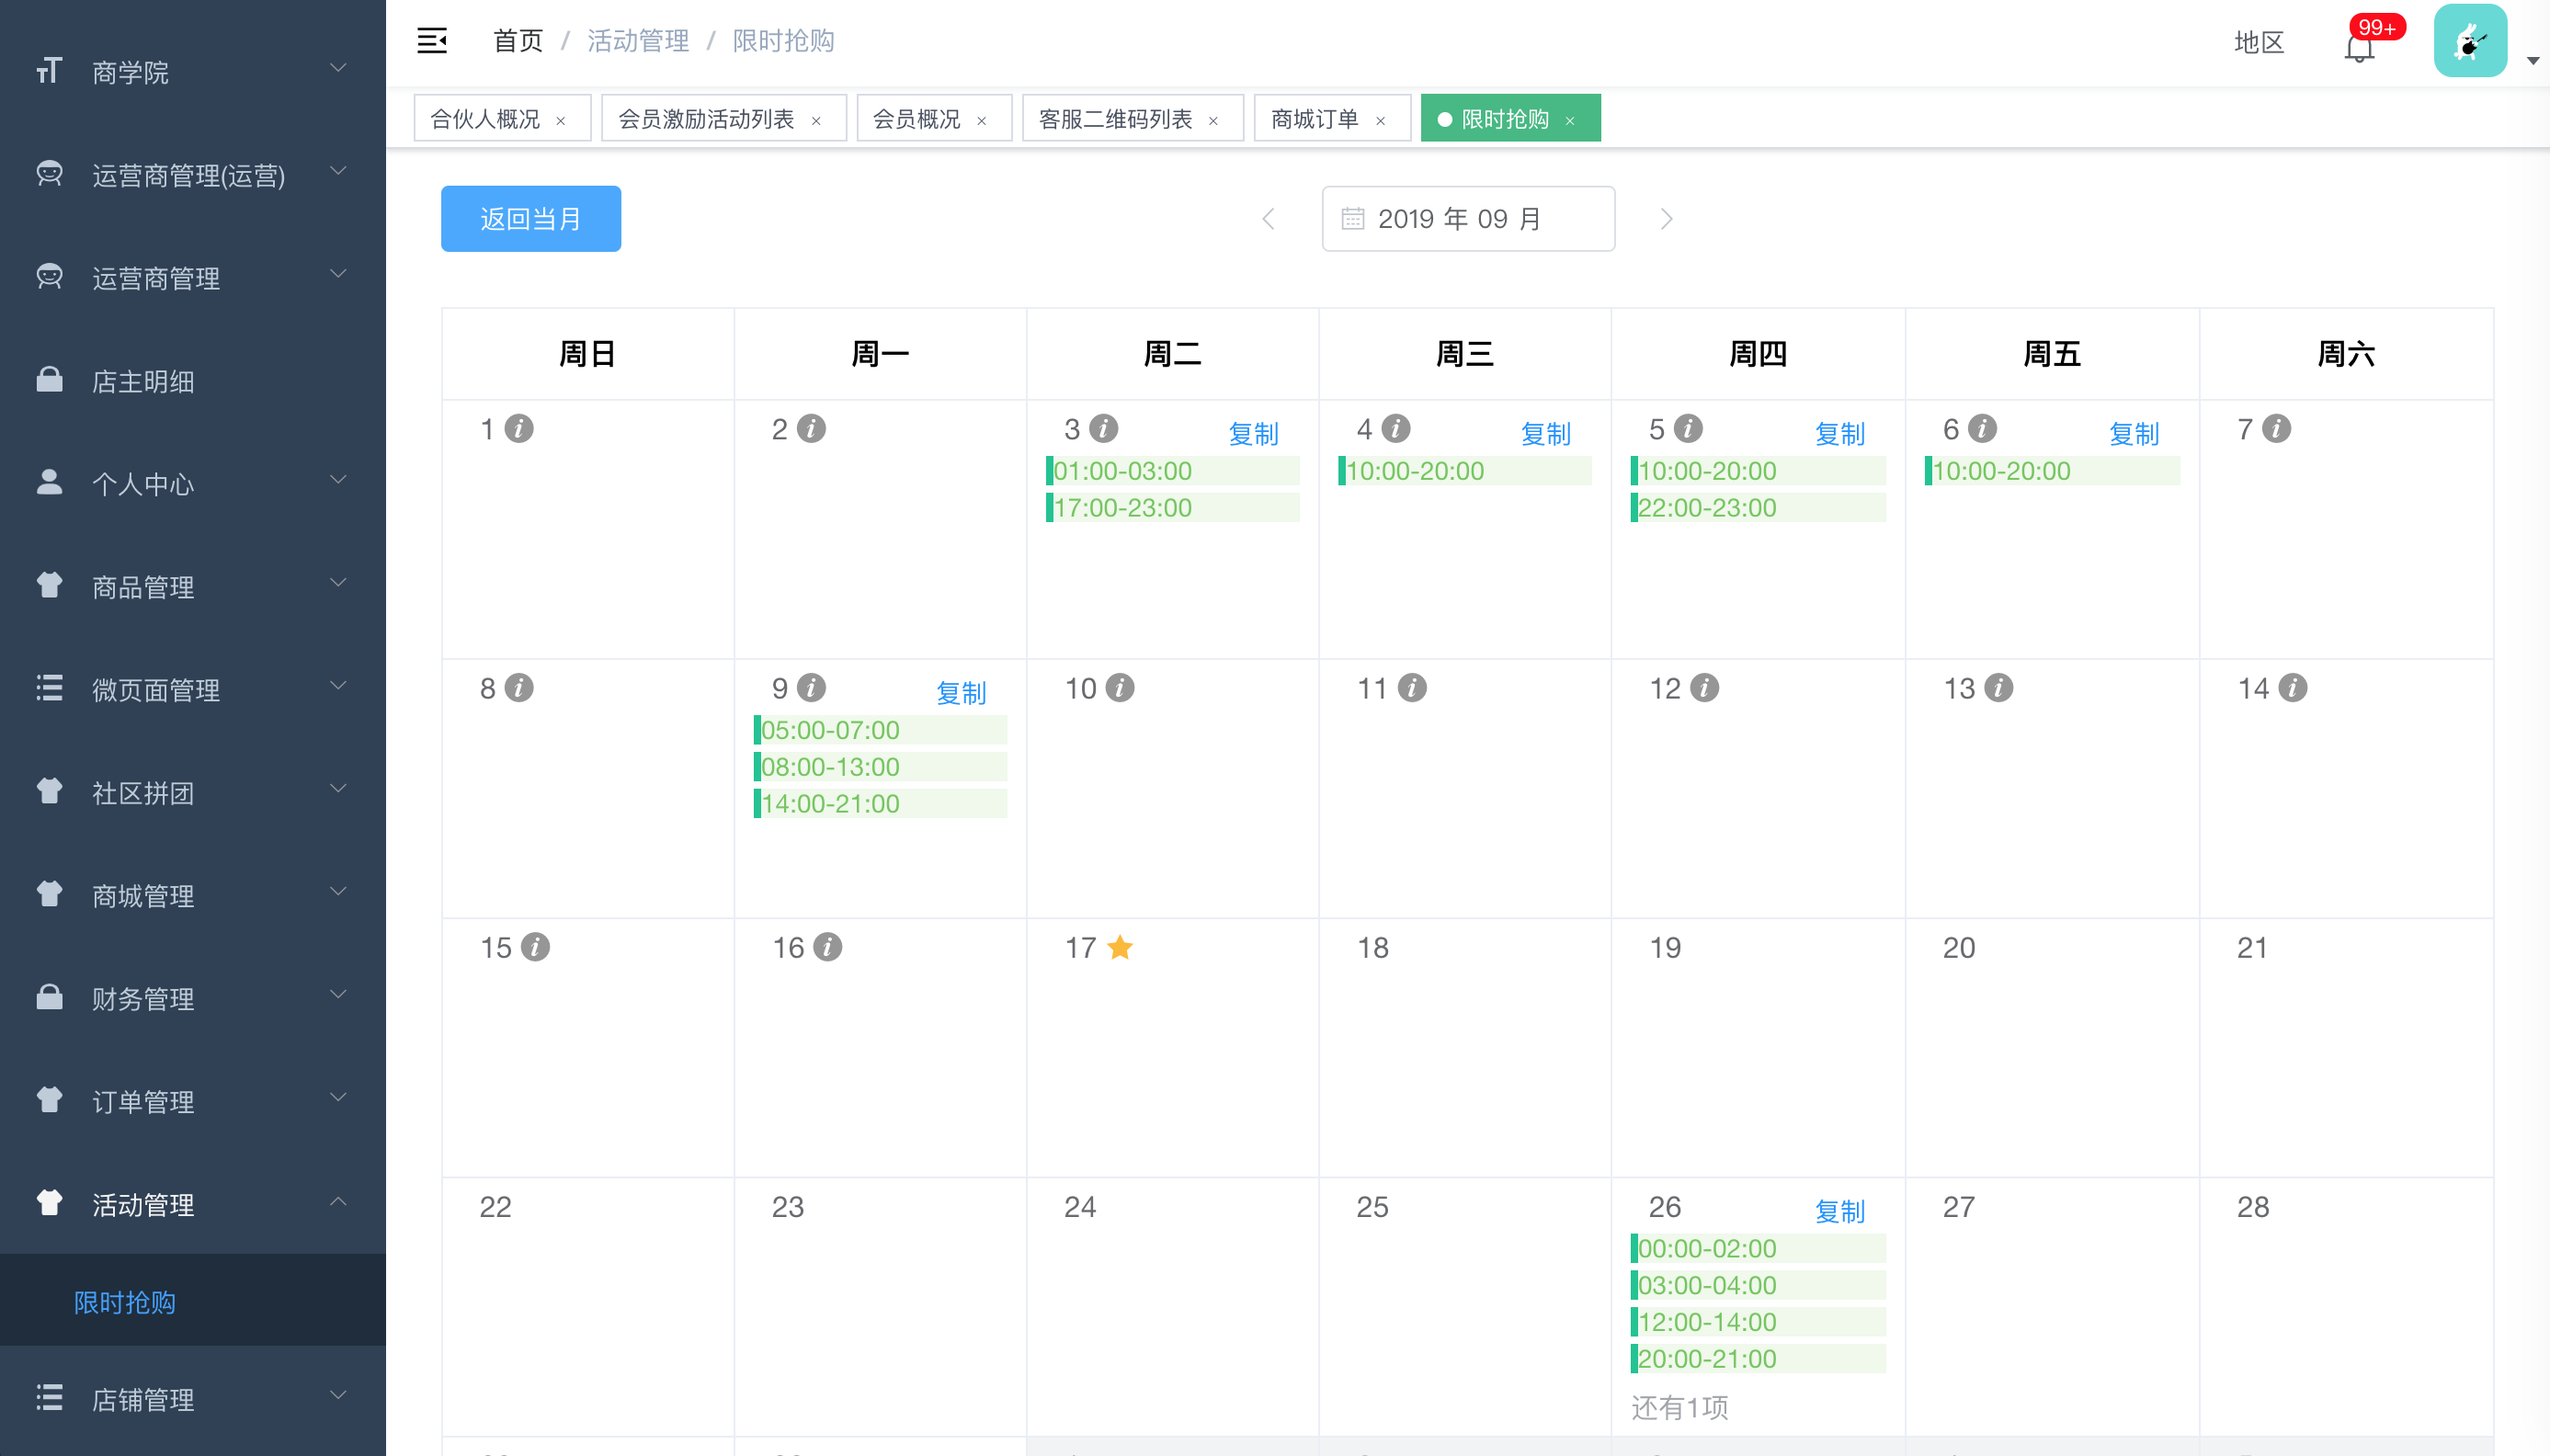 商学院
运营商管理(运营)
运营商管理
店主明细
个人中心
商品管理
微页面管理
社区拼团
商城管理
财务管理
订单管理
活动管理
限时抢购
店铺管理
首页 / 活动管理 / 限时抢购
地区
99+
合伙人概况 × 会员激励活动列表 × 会员概况 × 客服二维码列表 × 商城订单 × 限时抢购 ×
返回当月
2019 年 09 月
周日 周一 周二 周三 周四 周五 周六
1 2 3 复制 4 复制 5 复制 6 复制 7
01:00-03:00 10:00-20:00 10:00-20:00 10:00-20:00
17:00-23:00 22:00-23:00
8 9 复制 10 11 12 13 14
05:00-07:00
08:00-13:00
14:00-21:00
15 16 17 18 19 20 21
22 23 24 25 26 复制 27 28
00:00-02:00
03:00-04:00
12:00-14:00
20:00-21:00
还有1项